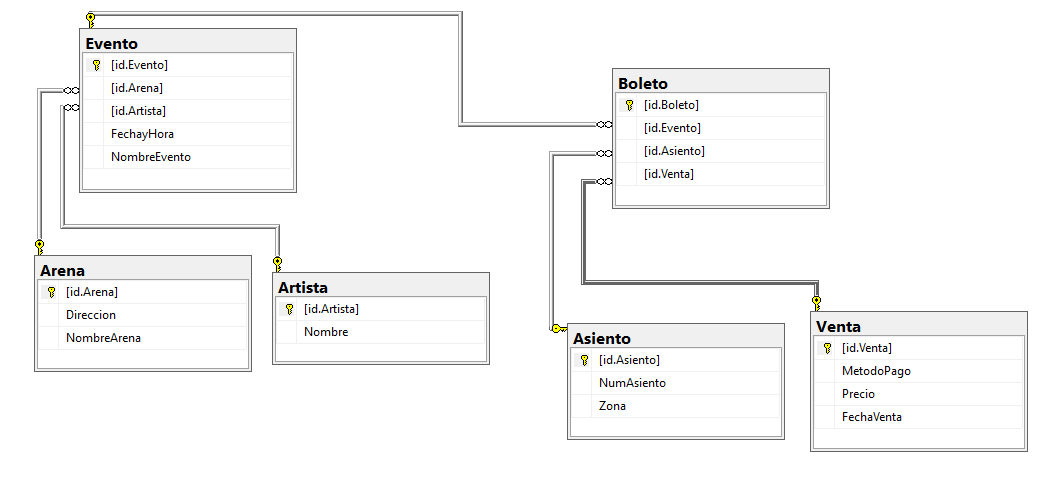 Evento
[id.Evento]
[id.Arena]
[id.Artista]
FechayHora
NombreEvento
Boleto
[id.Boleto]
[id.Evento]
[id.Asiento]
[id.Venta]
Arena
[id.Arena]
Direccion
NombreArena
Artista
[id.Artista]
Nombre
Asiento
[id.Asiento]
NumAsiento
Zona
Venta
[id.Venta]
MetodoPago
Precio
FechaVenta